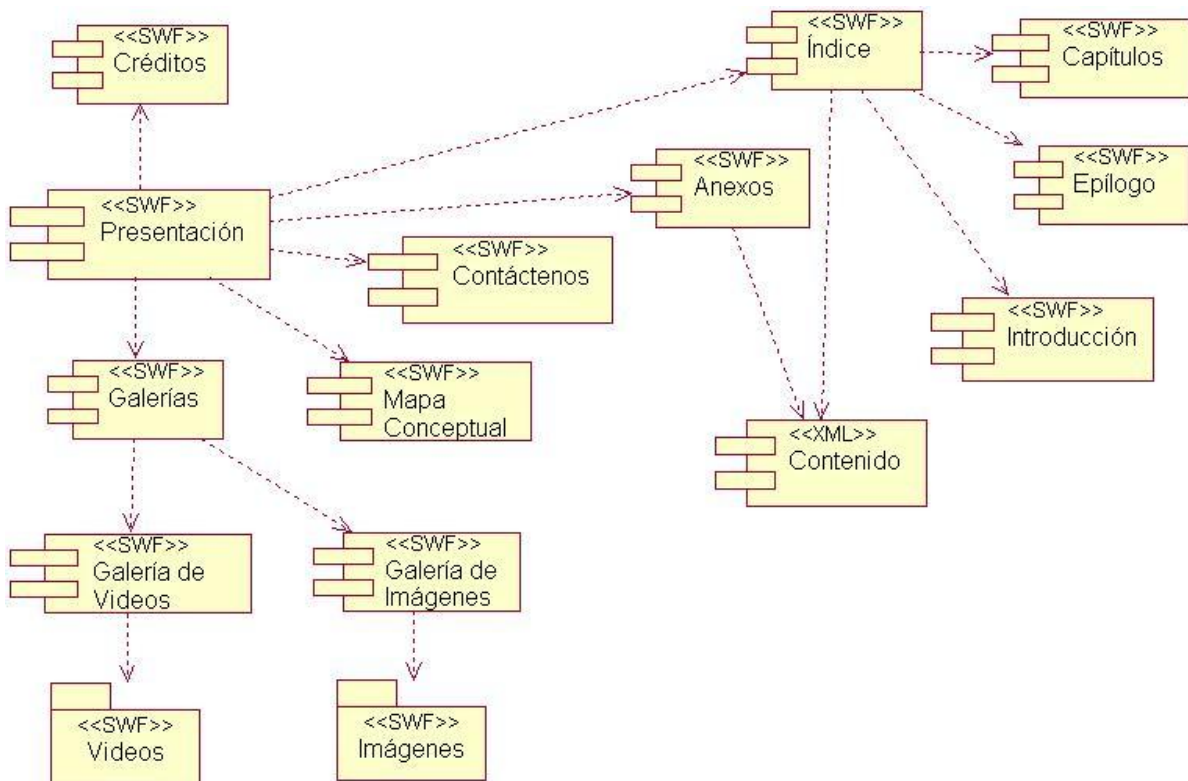 <<SWF>>
Créditos
<<SWF>>
Índice
<<SWF>>
Capítulos
<<SWF>>
Anexos
<<SWF>>
Epílogo
<<SWF>>
Presentación
<<SWF>>
Contáctenos
<<SWF>>
Introducción
<<SWF>>
Galerías
<<SWF>>
Mapa
Conceptual
<<XML>>
Contenido
<<SWF>>
Galería de
Videos
<<SWF>>
Galería de
Imágenes
<<SWF>>
Videos
<<SWF>>
Imágenes